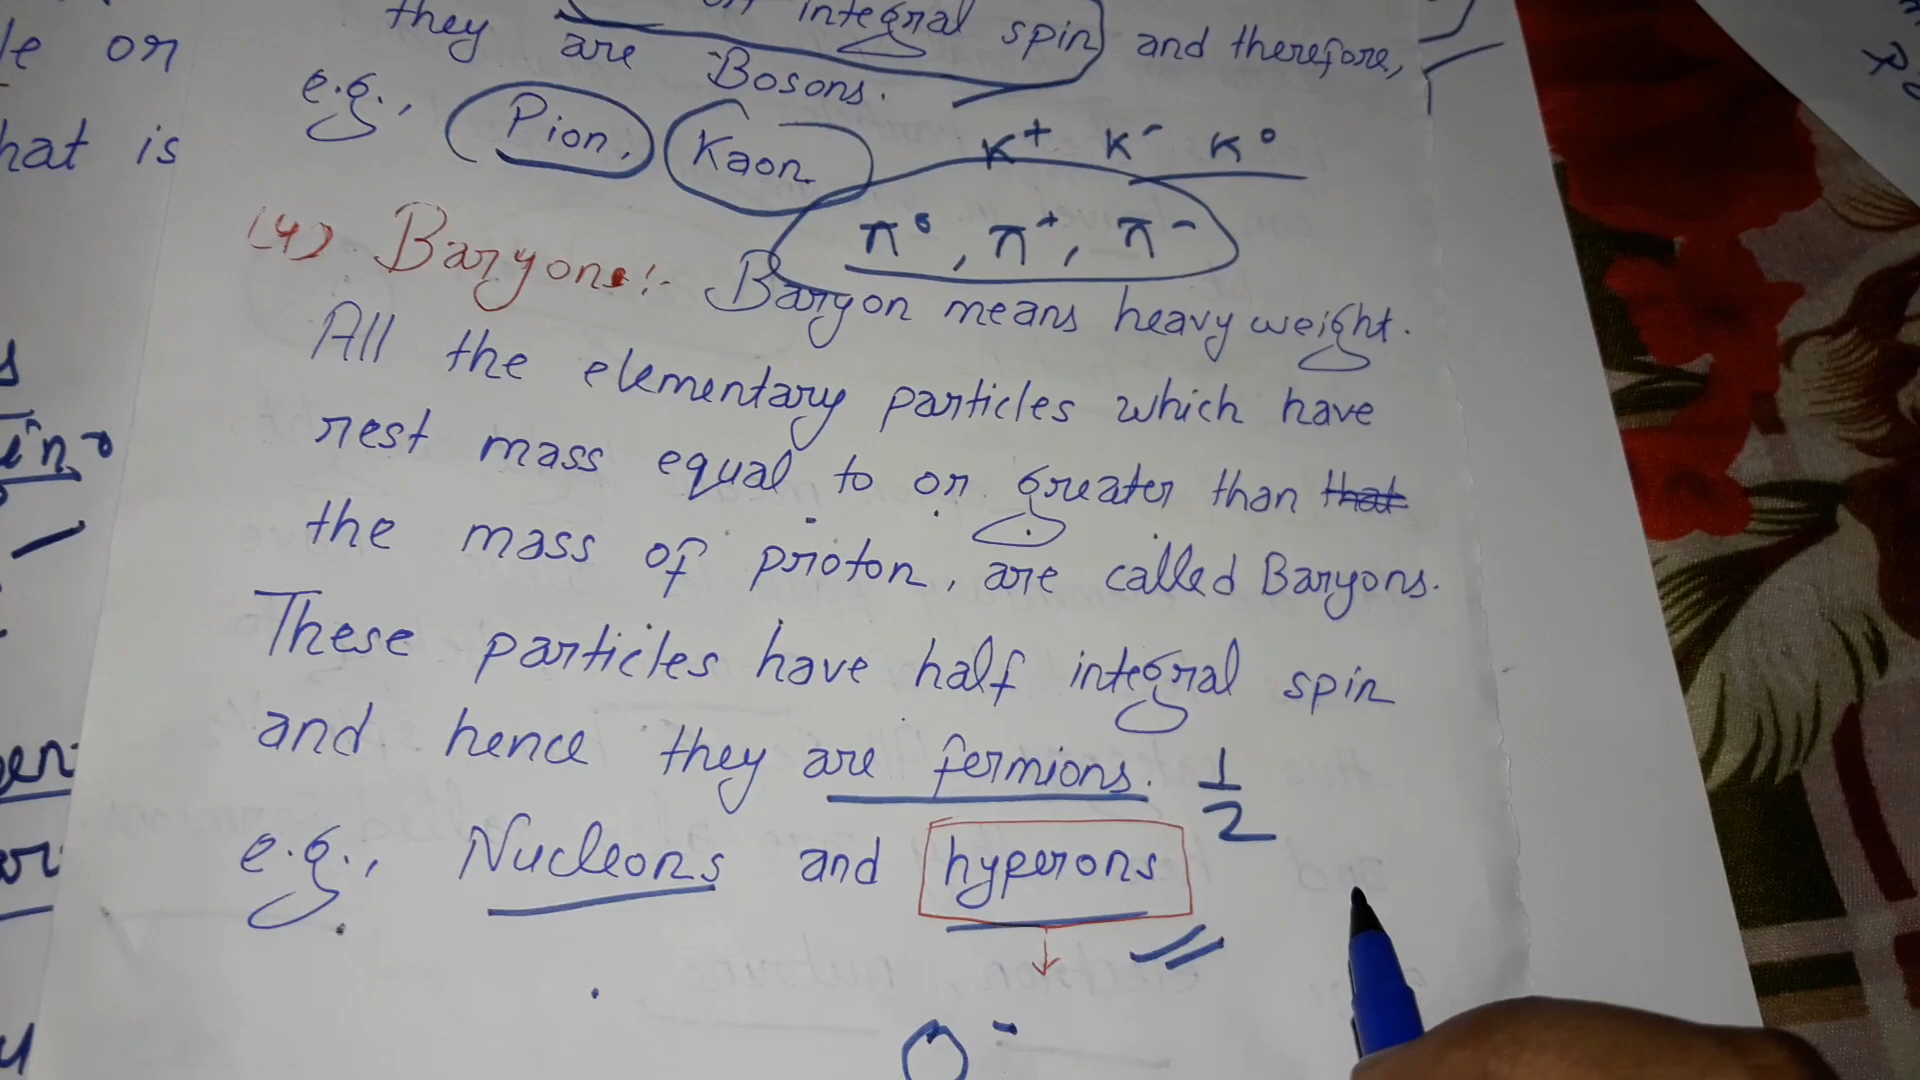 integral spin and therefore,
they are Bosons.
e.g., Pion, Kaon
K⁺ K⁻ K⁰
π⁰, π⁺, π⁻
(4) Baryons:- Baryon means heavy weight.
All the elementary particles which have
rest mass equal to or greater than that
the mass of proton, are called Baryons.
These particles have half integral spin
and hence they are fermions. 1/2
e.g., Nucleons and hyperons
le or
hat is